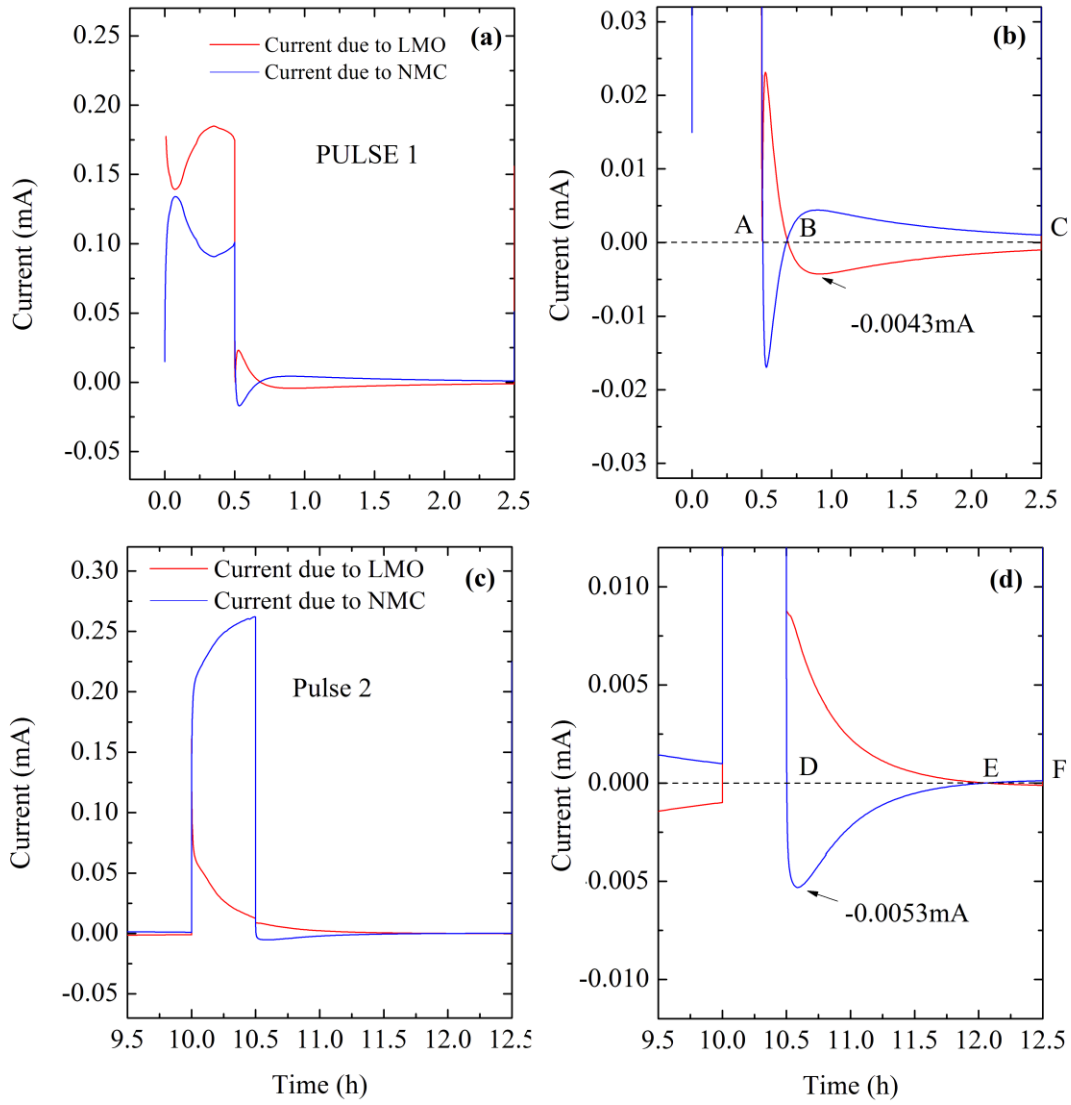 (a)
Current due to LMO
Current due to NMC
PULSE 1
0.25
0.20
0.15
0.10
0.05
0.00
-0.05
Current (mA)
0.0 0.5 1.0 1.5 2.0 2.5
(b)
0.03
0.02
0.01
0.00
-0.01
-0.02
-0.03
Current (mA)
A B C
-0.0043mA
0.0 0.5 1.0 1.5 2.0 2.5
(c)
Current due to LMO
Current due to NMC
Pulse 2
0.30
0.25
0.20
0.15
0.10
0.05
0.00
-0.05
Current (mA)
9.5 10.0 10.5 11.0 11.5 12.0 12.5
Time (h)
(d)
0.010
0.005
0.000
-0.005
-0.010
Current (mA)
D E F
-0.0053mA
9.5 10.0 10.5 11.0 11.5 12.0 12.5
Time (h)